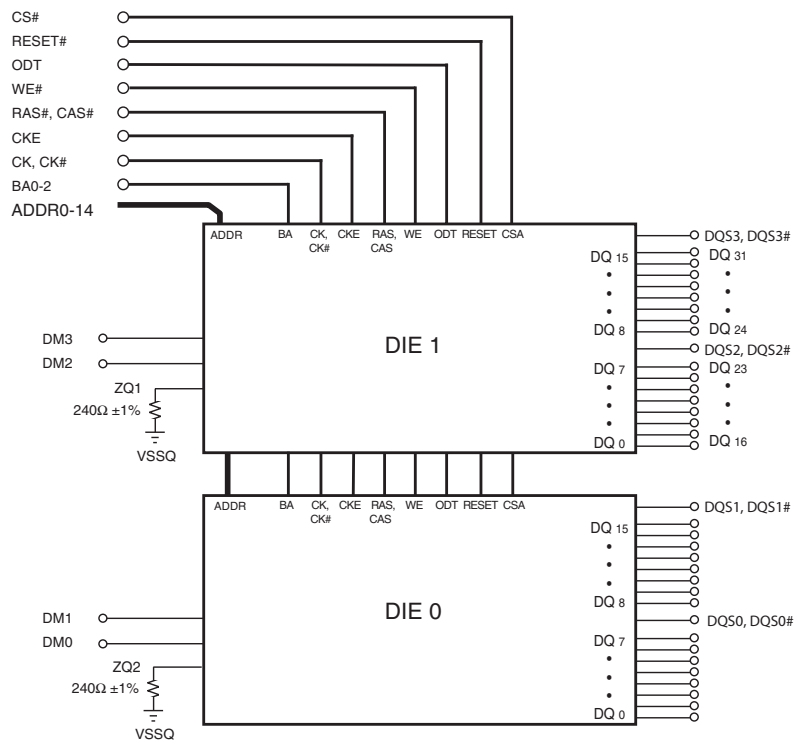 CS#
RESET#
ODT
WE#
RAS#, CAS#
CKE
CK, CK#
BA0-2
ADDR0-14
ADDR BA CK, CKE RAS, WE ODT RESET CSA
CK# CAS
DQS3, DQS3#
DQ 15 DQ 31
DQ 8 DQ 24
DQS2, DQS2#
DQ 7 DQ 23
DQ 0 DQ 16
DIE 1
DM3
DM2
ZQ1
240Ω ±1%
VSSQ
ADDR BA CK, CKE RAS, WE ODT RESET CSA
CK# CAS
DQS1, DQS1#
DQ 15
DQ 8
DQS0, DQS0#
DQ 7
DQ 0
DIE 0
DM1
DM0
ZQ2
240Ω ±1%
VSSQ